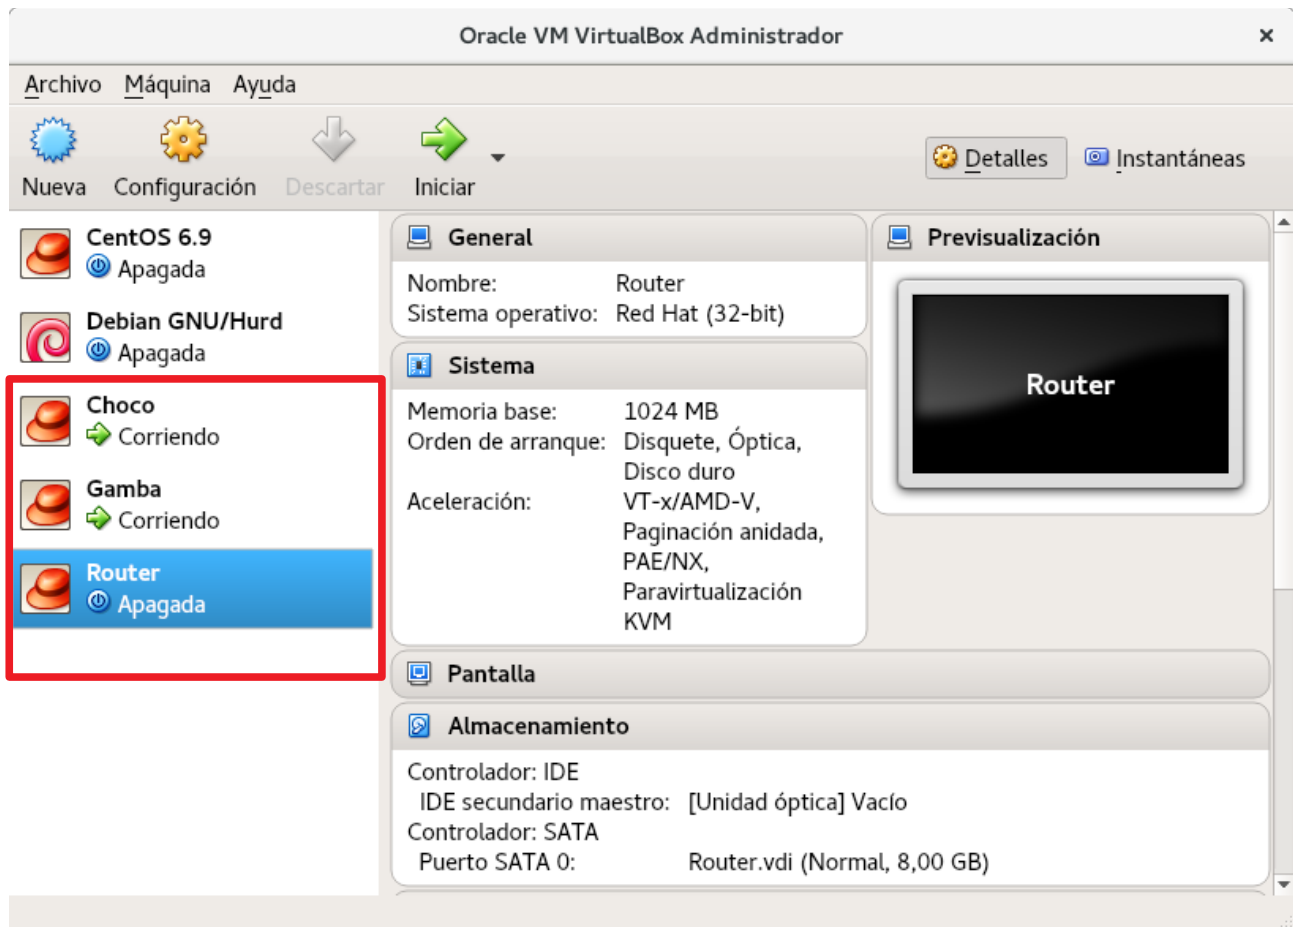 Oracle VM VirtualBox Administrador
Archivo Máquina Ayuda
Nueva Configuración Descartar Iniciar
Detalles Instantáneas
CentOS 6.9
Apagada
Debian GNU/Hurd
Apagada
Choco
Corriendo
Gamba
Corriendo
Router
Apagada
General
Nombre: Router
Sistema operativo: Red Hat (32-bit)
Sistema
Memoria base: 1024 MB
Orden de arranque: Disquete, Óptica,
Disco duro
Aceleración: VT-x/AMD-V,
Paginación anidada,
PAE/NX,
Paravirtualización
KVM
Previsualización
Router
Pantalla
Almacenamiento
Controlador: IDE
IDE secundario maestro: [Unidad óptica] Vacío
Controlador: SATA
Puerto SATA 0: Router.vdi (Normal, 8,00 GB)